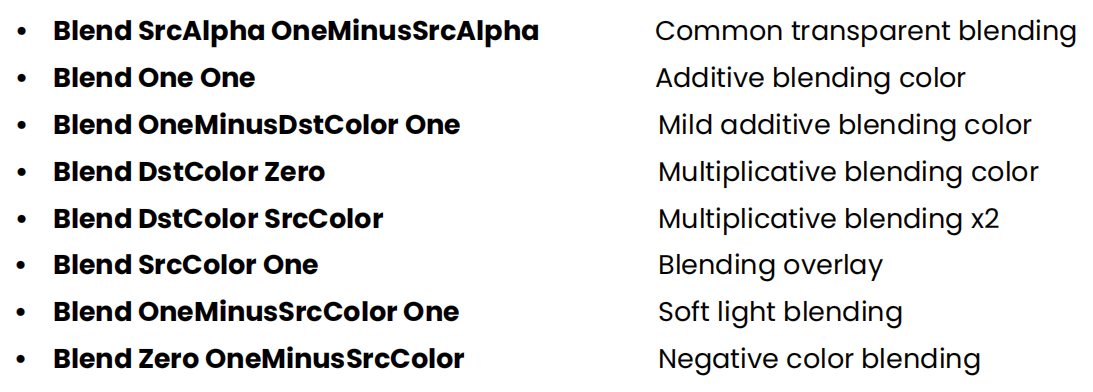 • Blend SrcAlpha OneMinusSrcAlpha Common transparent blending
• Blend One One Additive blending color
• Blend OneMinusDstColor One Mild additive blending color
• Blend DstColor Zero Multiplicative blending color
• Blend DstColor SrcColor Multiplicative blending x2
• Blend SrcColor One Blending overlay
• Blend OneMinusSrcColor One Soft light blending
• Blend Zero OneMinusSrcColor Negative color blending